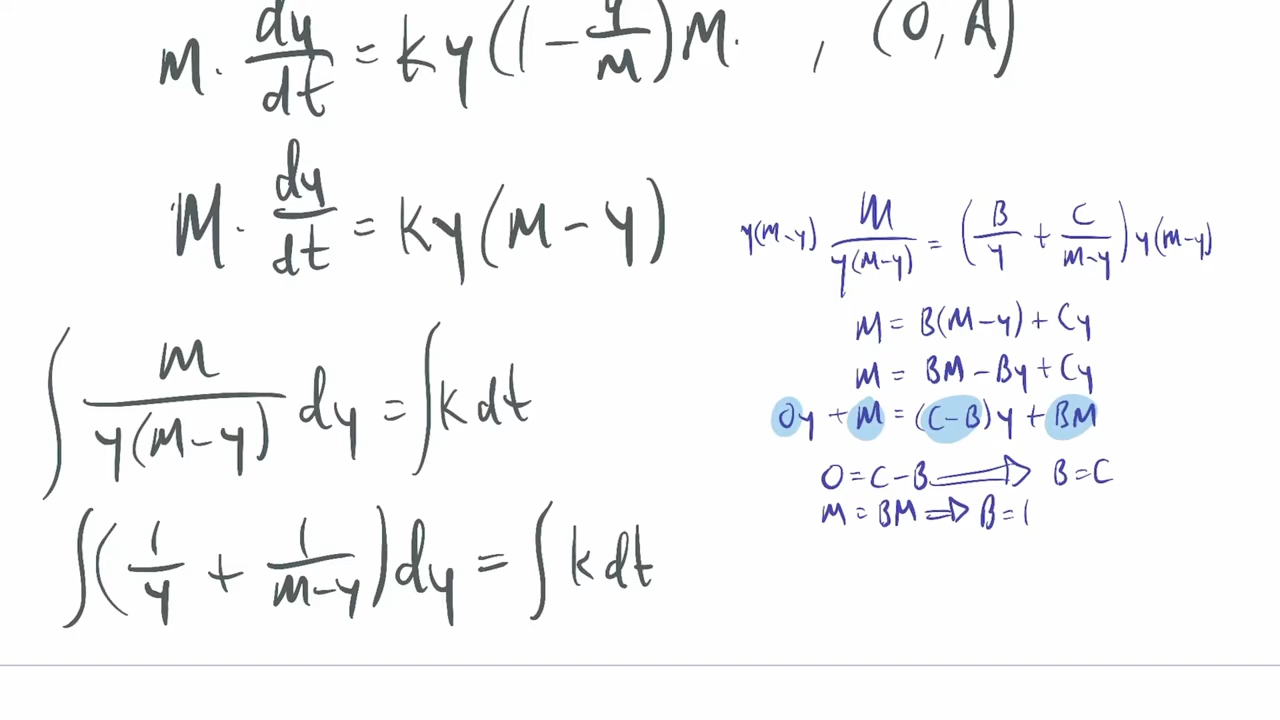 M · dy/dt = ky(1 - y/M)M · , (0, A)
M · dy/dt = ky(M - y)
∫ M/(y(M-y)) dy = ∫ k dt
∫ (1/y + 1/(M-y)) dy = ∫ k dt
y(M-y) M/(y(M-y)) = (B/y + C/(M-y)) y(M-y)
M = B(M-y) + Cy
M = BM - By + Cy
0y + M = (C-B)y + BM
0 = C - B ⟹ B = C
M = BM ⟹ B = 1